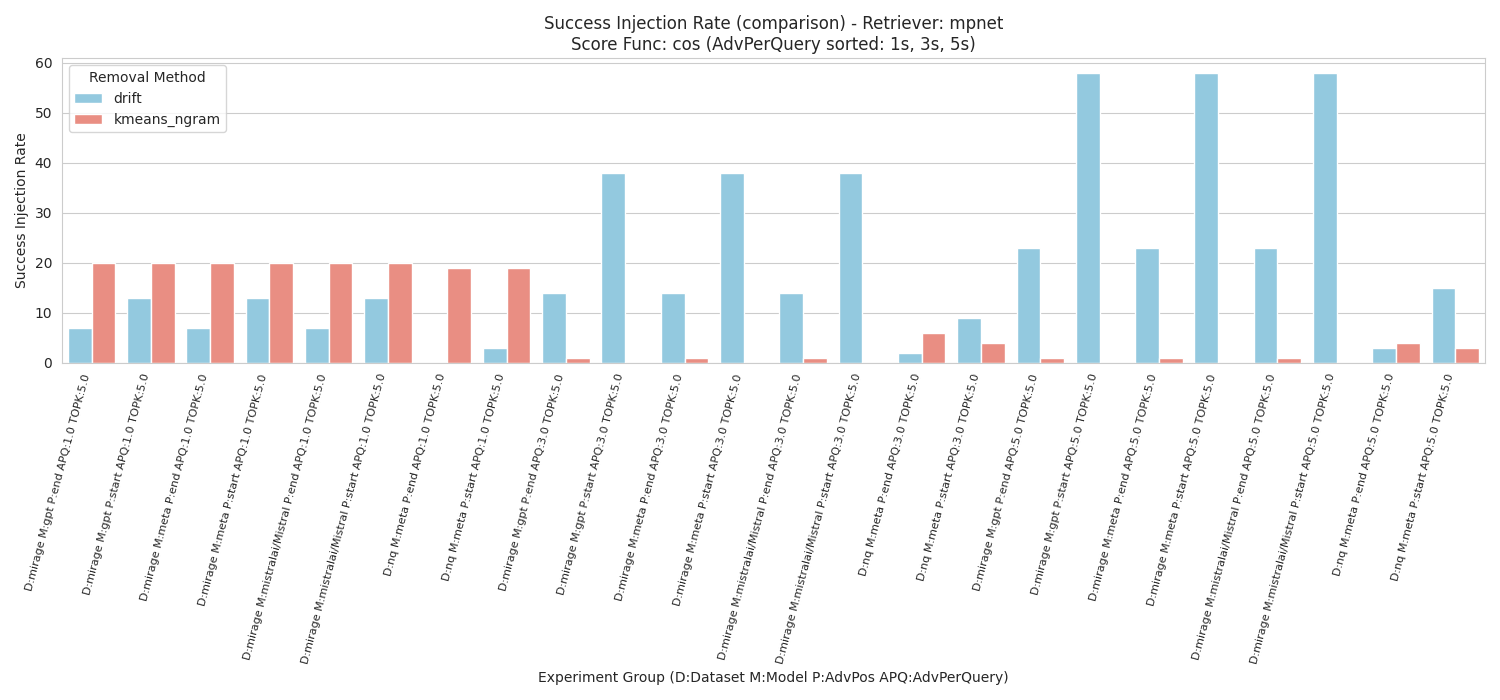 Success Injection Rate (comparison) - Retriever: mpnet
Score Func: cos (AdvPerQuery sorted: 1s, 3s, 5s)
Removal Method
drift
kmeans_ngram
Success Injection Rate
60
50
40
30
20
10
0
D:mirage M:gpt P:end APQ:1.0 TOPK:5.0
D:mirage M:gpt P:start APQ:1.0 TOPK:5.0
D:mirage M:meta P:end APQ:1.0 TOPK:5.0
D:mirage M:meta P:start APQ:1.0 TOPK:5.0
D:mirage M:mistralai/Mistral P:end APQ:1.0 TOPK:5.0
D:mirage M:mistralai/Mistral P:start APQ:1.0 TOPK:5.0
D:nq M:meta P:end APQ:1.0 TOPK:5.0
D:nq M:meta P:start APQ:1.0 TOPK:5.0
D:mirage M:gpt P:end APQ:3.0 TOPK:5.0
D:mirage M:gpt P:start APQ:3.0 TOPK:5.0
D:mirage M:meta P:end APQ:3.0 TOPK:5.0
D:mirage M:meta P:start APQ:3.0 TOPK:5.0
D:mirage M:mistralai/Mistral P:end APQ:3.0 TOPK:5.0
D:mirage M:mistralai/Mistral P:start APQ:3.0 TOPK:5.0
D:nq M:meta P:end APQ:3.0 TOPK:5.0
D:nq M:meta P:start APQ:3.0 TOPK:5.0
D:mirage M:gpt P:end APQ:5.0 TOPK:5.0
D:mirage M:gpt P:start APQ:5.0 TOPK:5.0
D:mirage M:meta P:end APQ:5.0 TOPK:5.0
D:mirage M:meta P:start APQ:5.0 TOPK:5.0
D:mirage M:mistralai/Mistral P:end APQ:5.0 TOPK:5.0
D:mirage M:mistralai/Mistral P:start APQ:5.0 TOPK:5.0
D:nq M:meta P:end APQ:5.0 TOPK:5.0
D:nq M:meta P:start APQ:5.0 TOPK:5.0
Experiment Group (D:Dataset M:Model P:AdvPos APQ:AdvPerQuery)